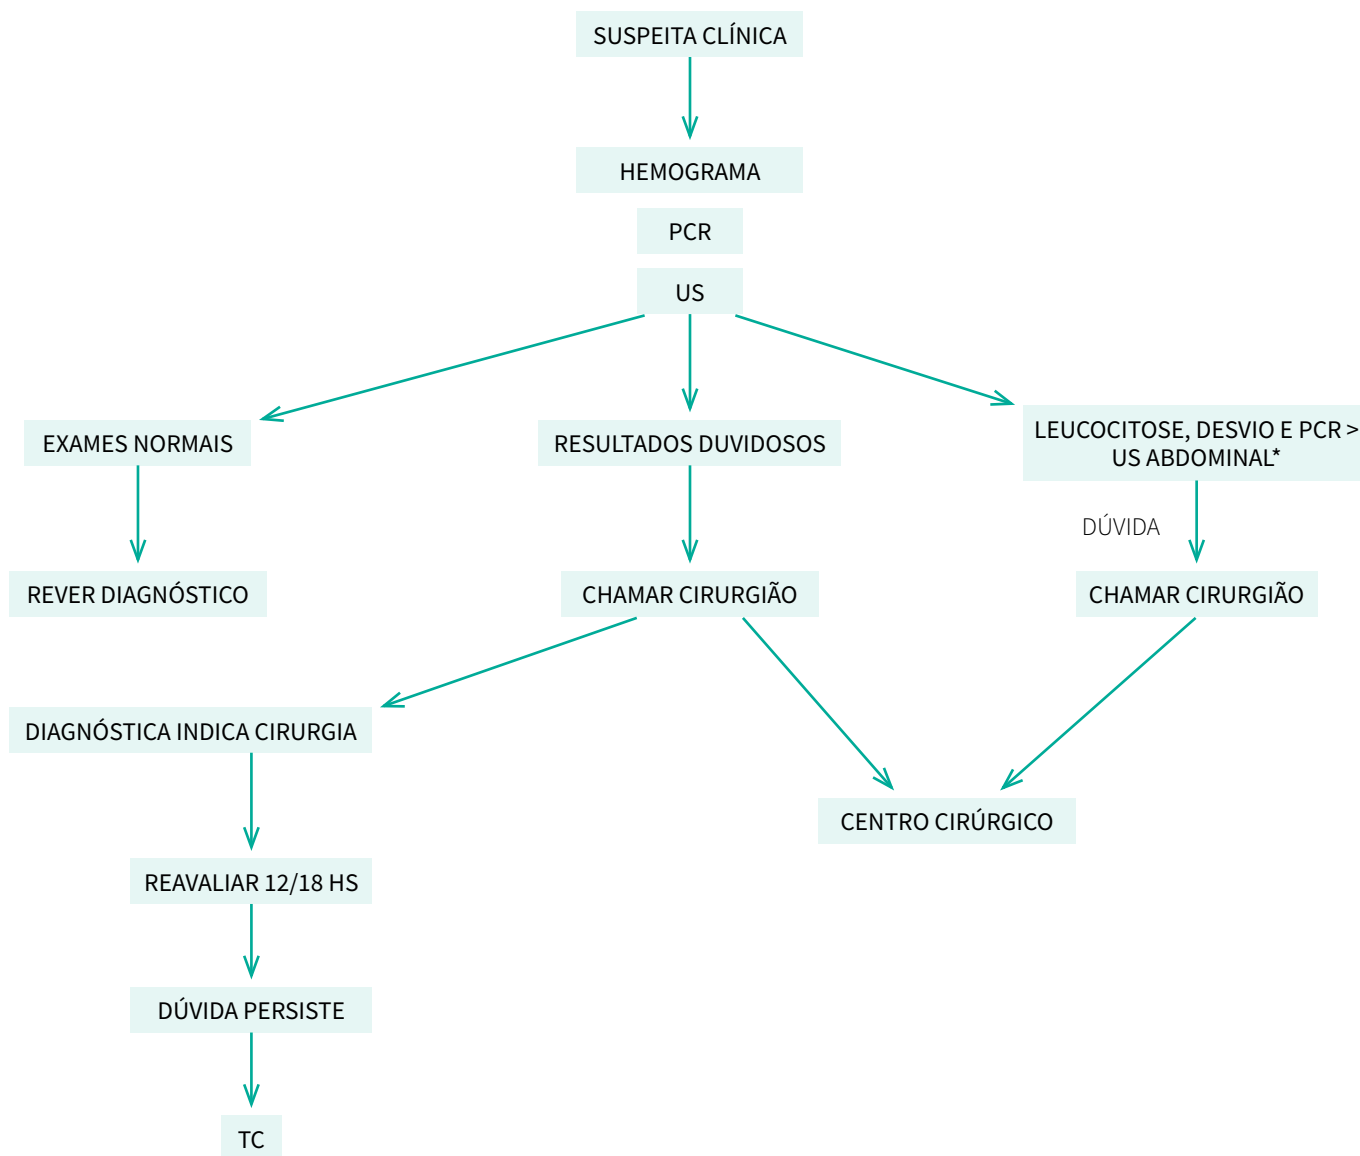 SUSPEITA CLÍNICA
HEMOGRAMA
PCR
US
EXAMES NORMAIS
RESULTADOS DUVIDOSOS
LEUCOCITOSE, DESVIO E PCR >
US ABDOMINAL*
DÚVIDA
REVER DIAGNÓSTICO
CHAMAR CIRURGIÃO
CHAMAR CIRURGIÃO
DIAGNÓSTICA INDICA CIRURGIA
CENTRO CIRÚRGICO
REAVALIAR 12/18 HS
DÚVIDA PERSISTE
TC